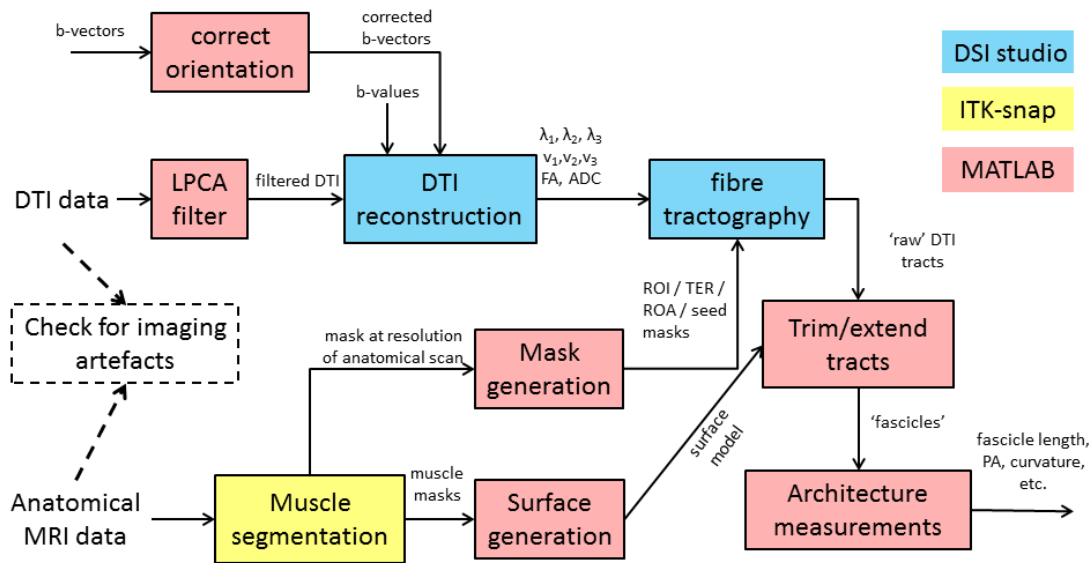 b-vectors
correct
orientation
corrected
b-vectors
b-values
DSI studio
ITK-snap
MATLAB
DTI data
LPCA
filter
filtered DTI
DTI
reconstruction
λ1, λ2, λ3
v1,v2,v3
FA, ADC
fibre
tractography
'raw' DTI
tracts
Check for imaging
artefacts
mask at resolution
of anatomical scan
Mask
generation
ROI / TER /
ROA / seed
masks
Trim/extend
tracts
surface
model
'fascicles'
Anatomical
MRI data
Muscle
segmentation
muscle
masks
Surface
generation
Architecture
measurements
fascicle length,
PA, curvature,
etc.